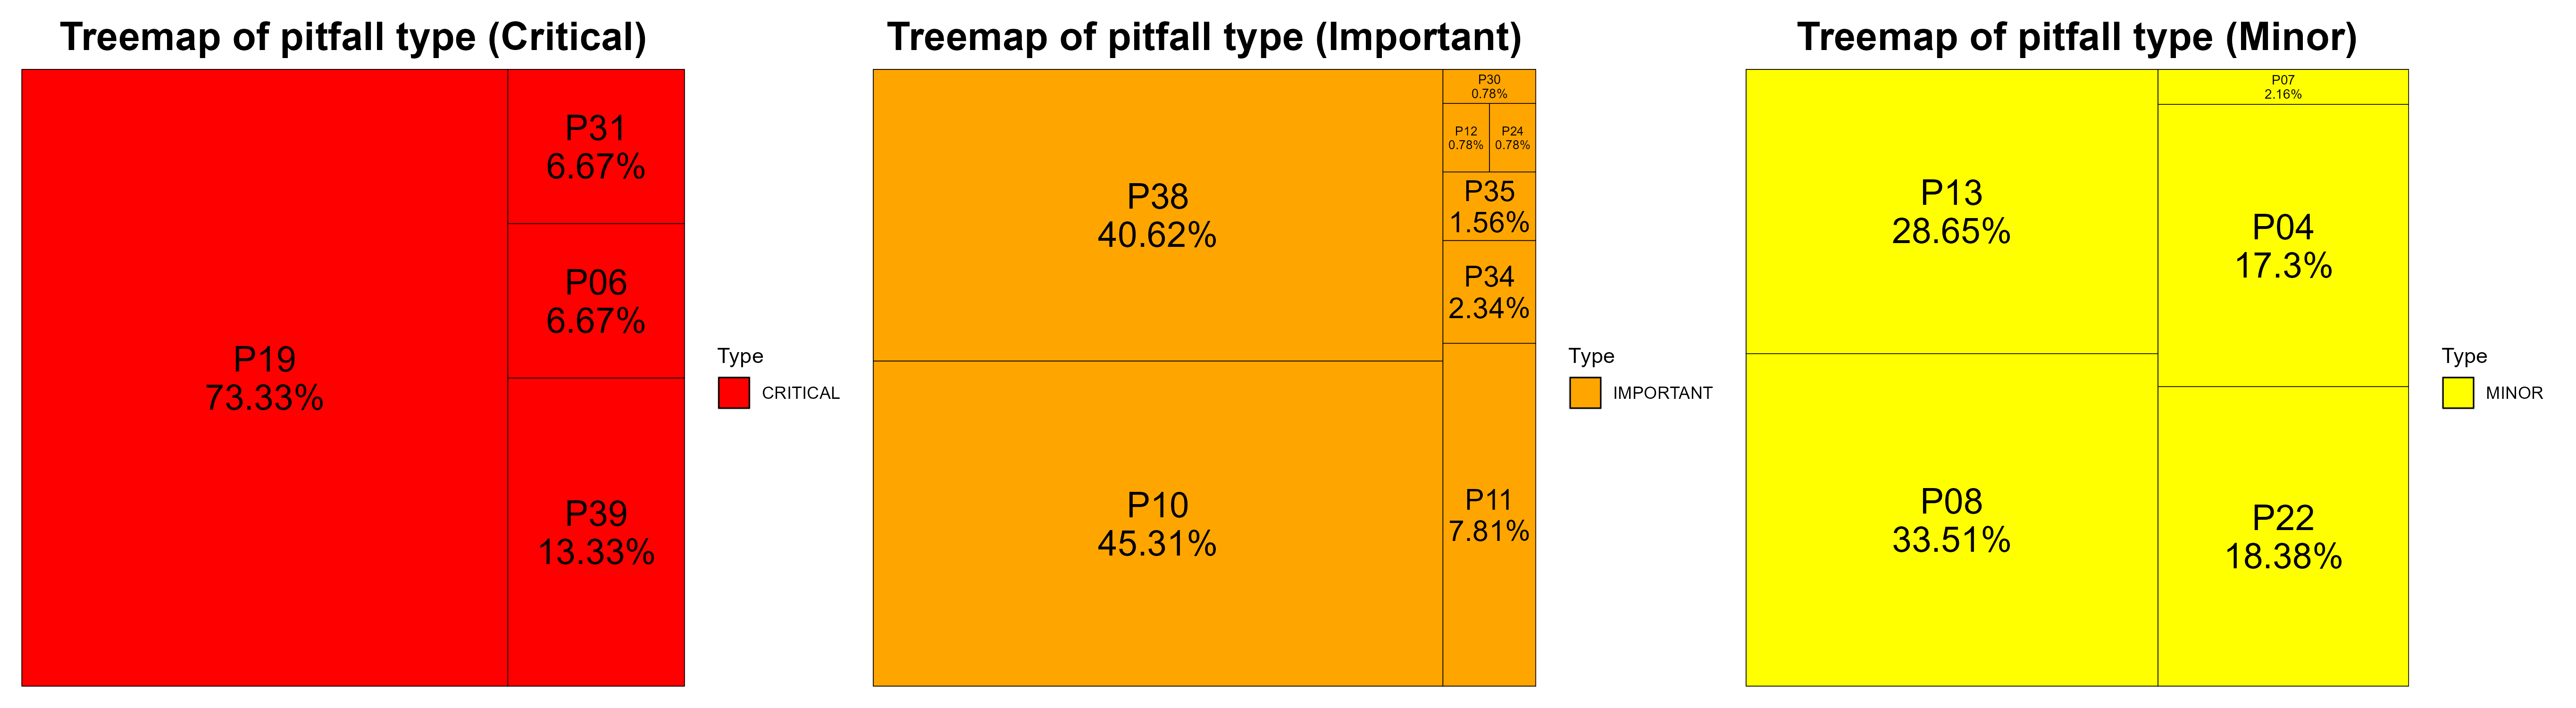 Treemap of pitfall type (Critical)
P19
73.33%
P31
6.67%
P06
6.67%
P39
13.33%
Type
CRITICAL
Treemap of pitfall type (Important)
P38
40.62%
P10
45.31%
P30
0.78%
P12
0.78%
P24
0.78%
P35
1.56%
P34
2.34%
P11
7.81%
Type
IMPORTANT
Treemap of pitfall type (Minor)
P13
28.65%
P08
33.51%
P07
2.16%
P04
17.3%
P22
18.38%
Type
MINOR